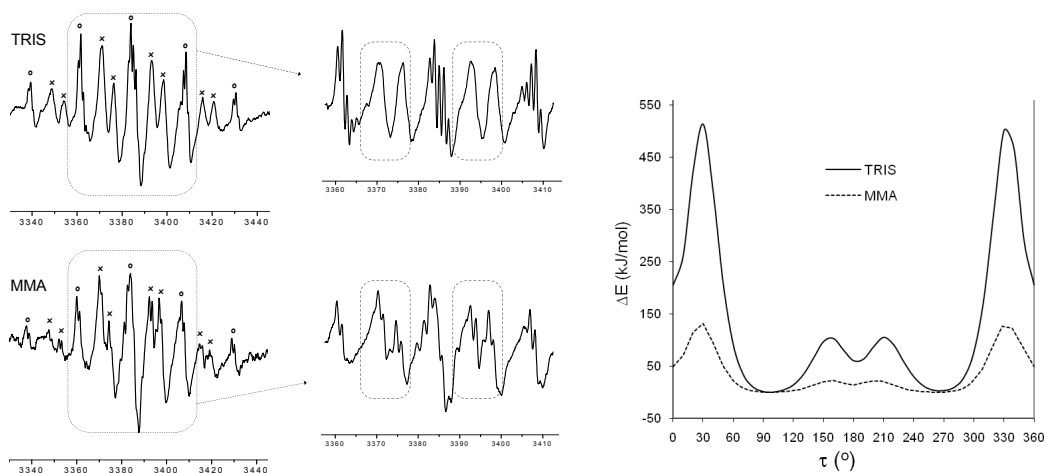 TRIS
o o o o o
x x x x x x x x
3340 3360 3380 3400 3420 3440
3360 3370 3380 3390 3400 3410
MMA
o o o o o
x x x x x x x x
3340 3360 3380 3400 3420 3440
3360 3370 3380 3390 3400 3410
ΔE (kJ/mol)
550
450
350
250
150
50
-50
TRIS
MMA
0 30 60 90 120 150 180 210 240 270 300 330 360
τ (°)